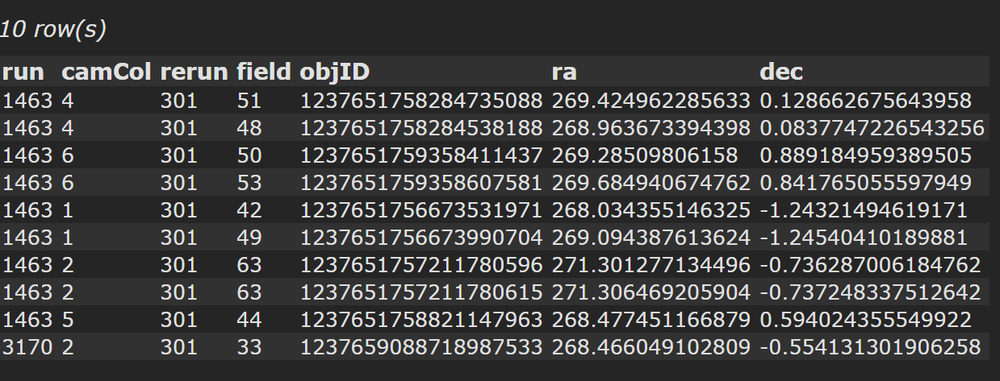 10 row(s)
run camCol rerun field objID ra dec
1463 4 301 51 1237651758284735088 269.424962285633 0.128662675643958
1463 4 301 48 1237651758284538188 268.963673394398 0.0837747226543256
1463 6 301 50 1237651759358411437 269.28509806158 0.889184959389505
1463 6 301 53 1237651759358607581 269.684940674762 0.841765055597949
1463 1 301 42 1237651756673531971 268.034355146325 -1.24321494619171
1463 1 301 49 1237651756673990704 269.094387613624 -1.24540410189881
1463 2 301 63 1237651757211780596 271.301277134496 -0.736287006184762
1463 2 301 63 1237651757211780615 271.306469205904 -0.737248337512642
1463 5 301 44 1237651758821147963 268.477451166879 0.594024355549922
3170 2 301 33 1237659088718987533 268.466049102809 -0.554131301906258